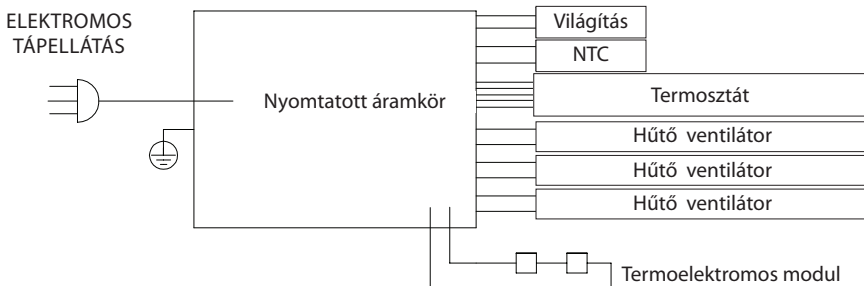 ELEKTROMOS
TÁPELLÁTÁS
Világítás
NTC
Nyomtatott áramkör
Termosztát
Hűtő ventilátor
Hűtő ventilátor
Hűtő ventilátor
Termoelektromos modul